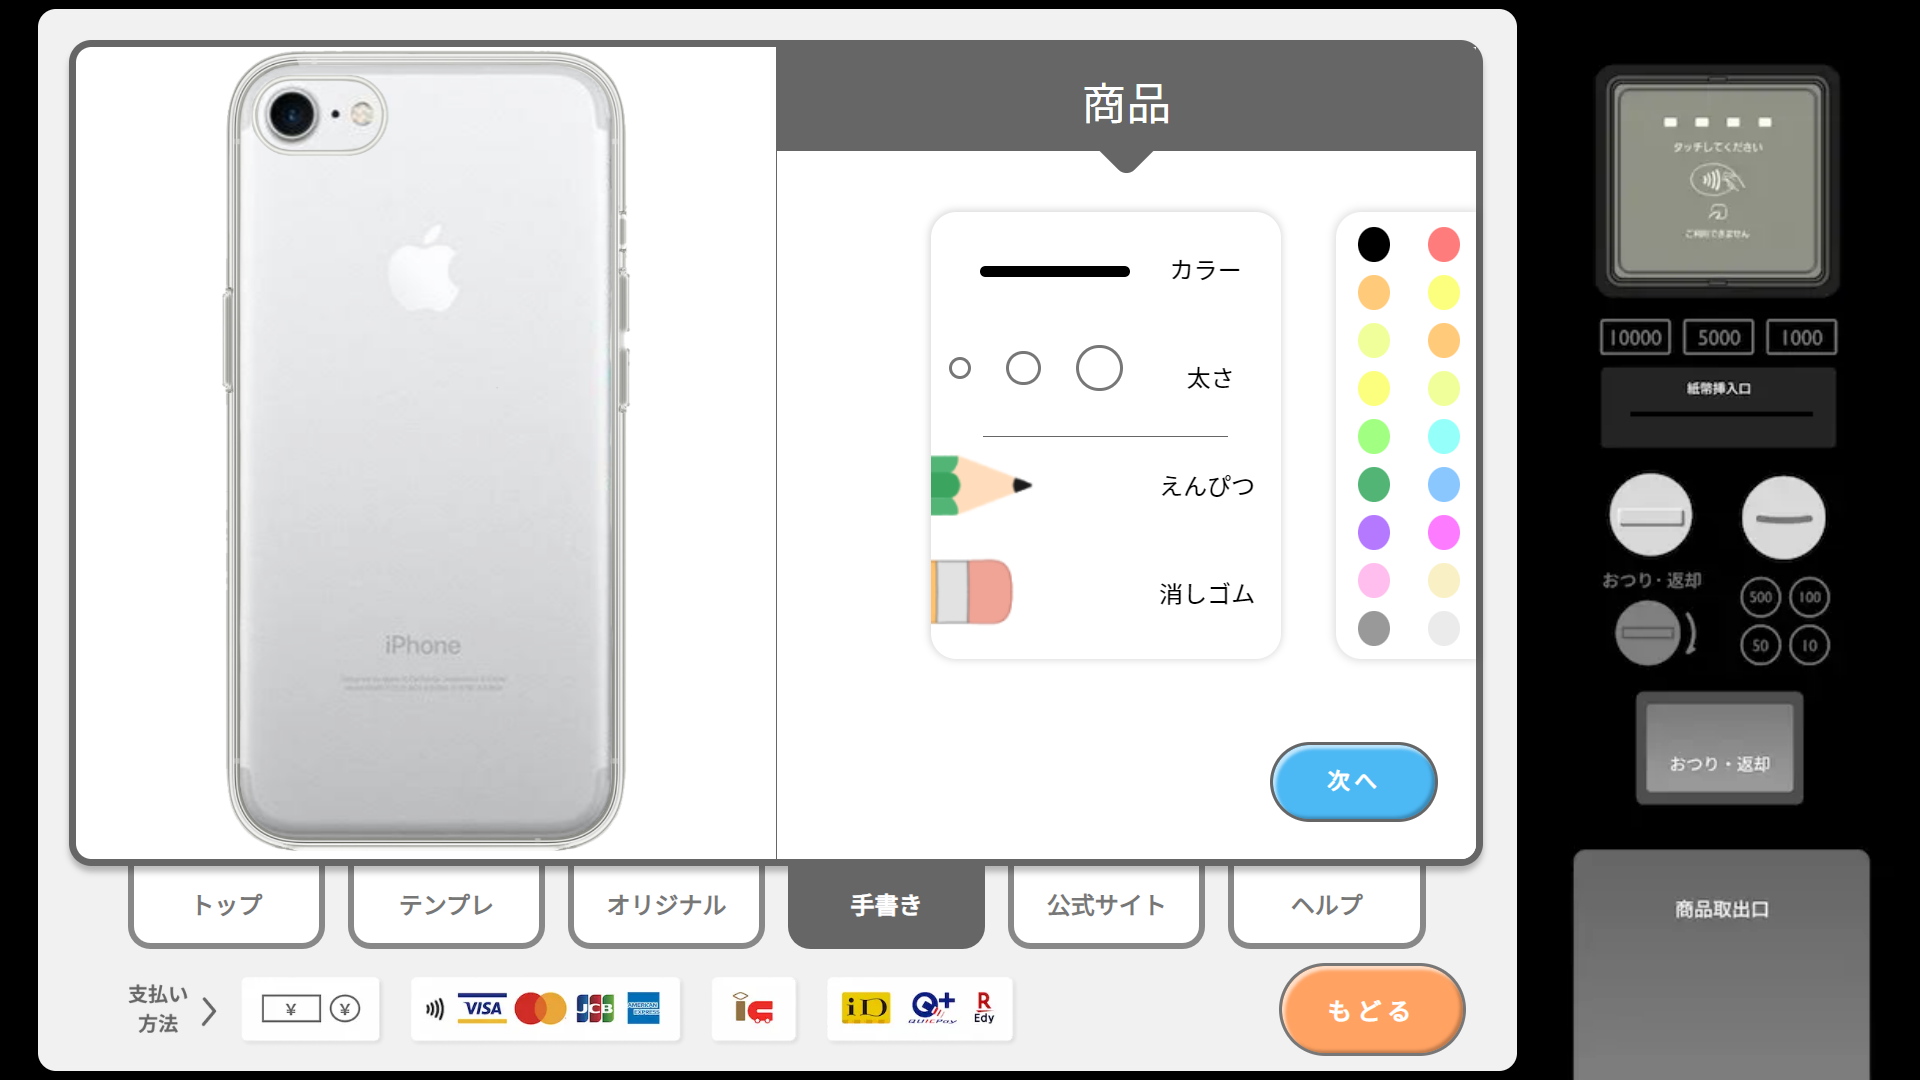 商品
カラー
太さ
えんぴつ
消しゴム
iPhone
次へ
トップ
テンプレ
オリジナル
手書き
公式サイト
ヘルプ
支払い
方法
¥ ¥
VISA JCB AMERICAN EXPRESS
iD QUICPay R Edy
もどる
タッチしてください
ご利用できません
10000 5000 1000
紙幣挿入口
おつり・返却
500 100
50 10
おつり・返却
商品取出口